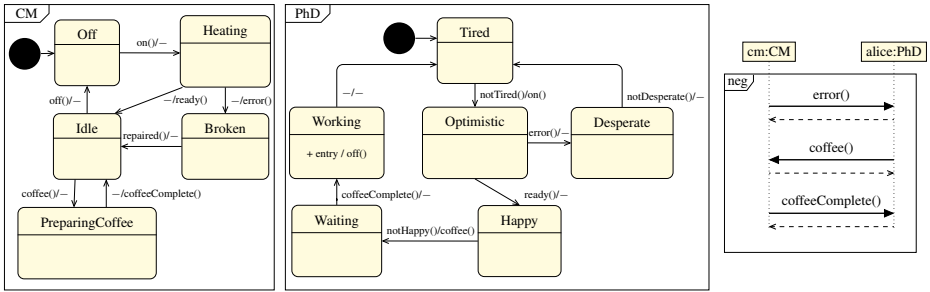 CM
Off
on()/–
Heating
off()/–
–/ready()
–/error()
Idle
repaired()/–
Broken
coffee()/–
–/coffeeComplete()
PreparingCoffee
PhD
Tired
–/–
notTired()/on()
notDesperate()/–
Working
+ entry / off()
Optimistic
error()/–
Desperate
coffeeComplete()/–
ready()/–
Waiting
notHappy()/coffee()
Happy
cm:CM
alice:PhD
neg
error()
coffee()
coffeeComplete()